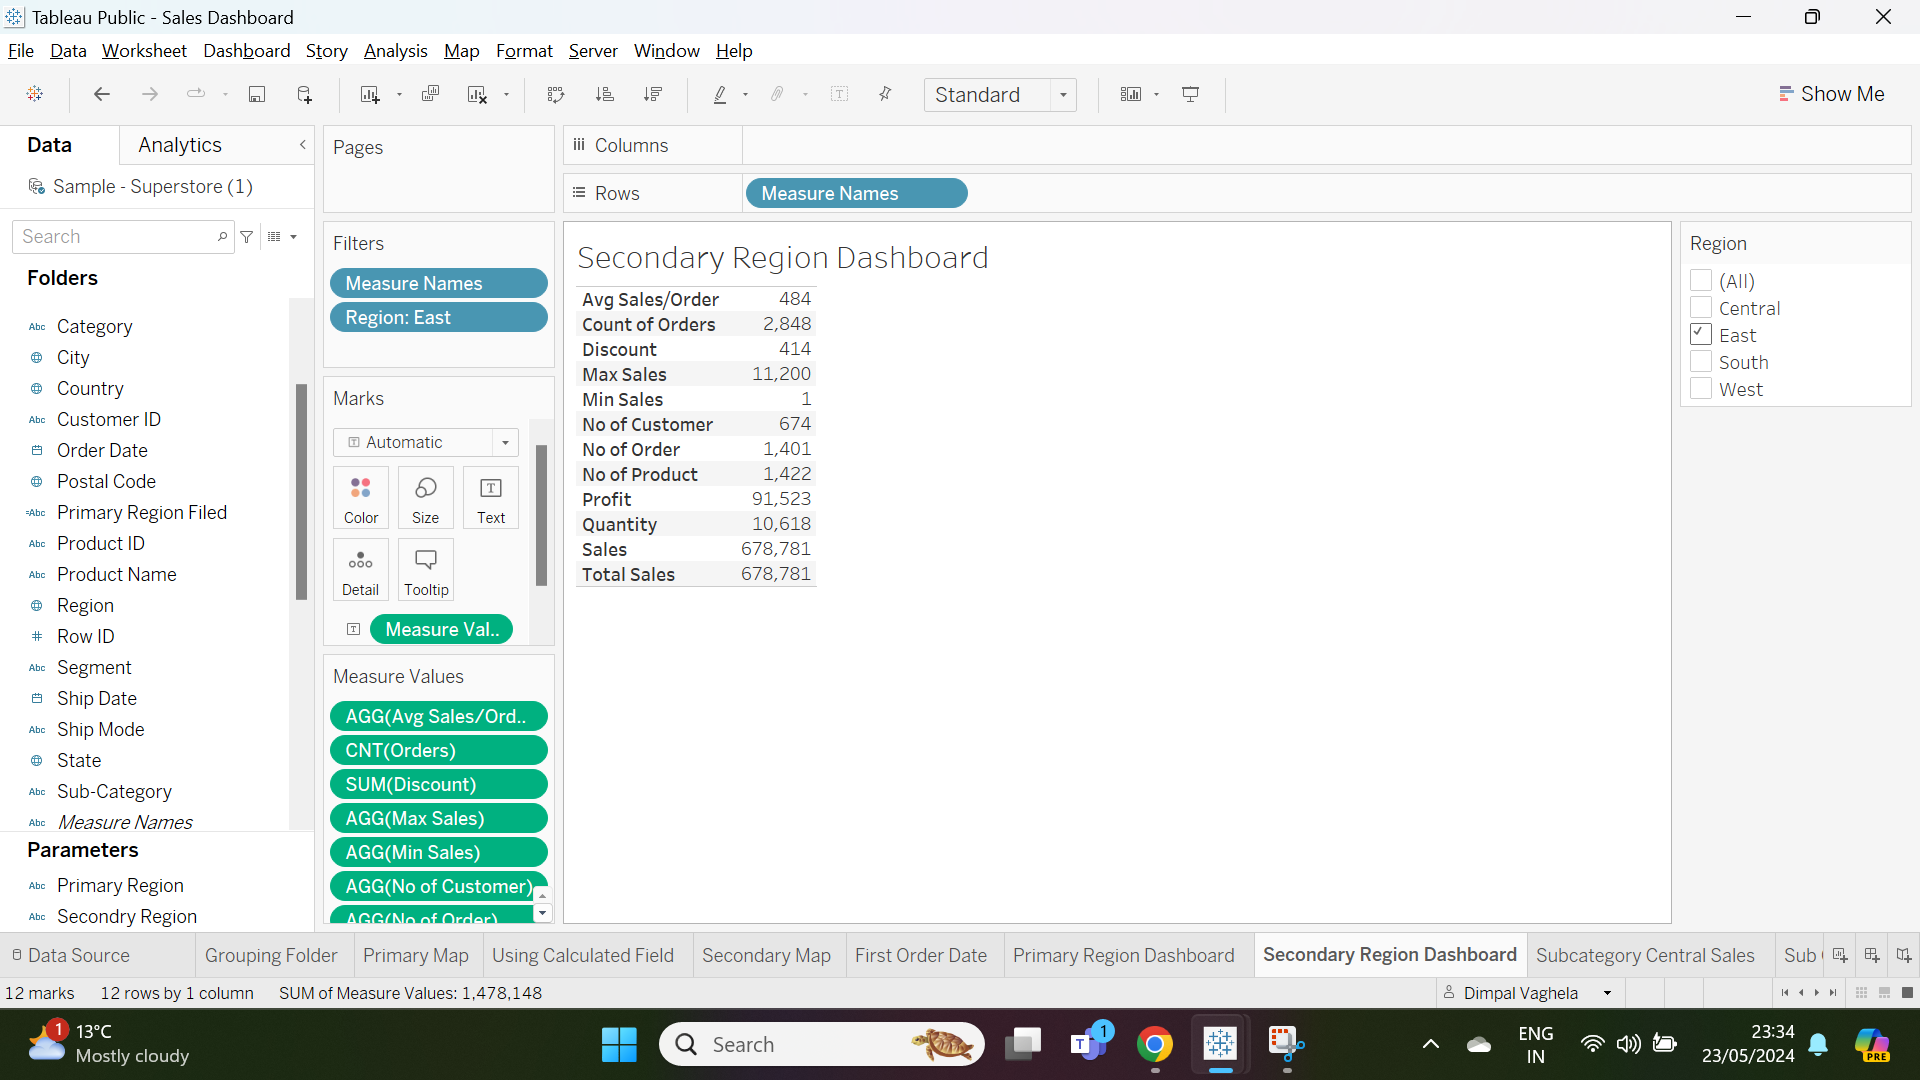 Tableau Public - Sales Dashboard
File Data Worksheet Dashboard Story Analysis Map Format Server Window Help
Standard
Show Me
Data
Analytics
Sample - Superstore (1)
Search
Folders
Abc Category
City
Country
Abc Customer ID
Order Date
Postal Code
=Abc Primary Region Filed
Abc Product ID
Abc Product Name
Region
# Row ID
Abc Segment
Ship Date
Abc Ship Mode
State
Abc Sub-Category
Abc Measure Names
Parameters
Abc Primary Region
Abc Secondry Region
Pages
Filters
Measure Names
Region: East
Marks
T Automatic
Color
Size
T Text
Detail
Tooltip
T Measure Val..
Measure Values
AGG(Avg Sales/Ord..
CNT(Orders)
SUM(Discount)
AGG(Max Sales)
AGG(Min Sales)
AGG(No of Customer)
AGG(No of Order)
Columns
Rows
Measure Names
Secondary Region Dashboard
Avg Sales/Order 484
Count of Orders 2,848
Discount 414
Max Sales 11,200
Min Sales 1
No of Customer 674
No of Order 1,401
No of Product 1,422
Profit 91,523
Quantity 10,618
Sales 678,781
Total Sales 678,781
Region
(All)
Central
East
South
West
Data Source
Grouping Folder
Primary Map
Using Calculated Field
Secondary Map
First Order Date
Primary Region Dashboard
Secondary Region Dashboard
Subcategory Central Sales
Sub
12 marks 12 rows by 1 column SUM of Measure Values: 1,478,148
Dimpal Vaghela
1
13°C
Mostly cloudy
Search
T
1
ENG
IN
23:34
23/05/2024
PRE